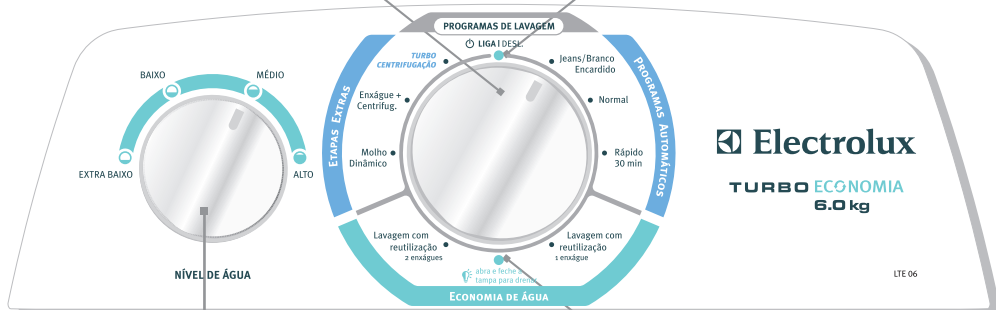 PROGRAMAS DE LAVAGEM
LIGA | DESL.
TURBO
CENTRIFUGAÇÃO
Jeans/Branco
Encardido
Enxágue +
Centrifug.
Normal
Molho
Dinâmico
Rápido
30 min
ETAPAS EXTRAS
PROGRAMAS AUTOMÁTICOS
Lavagem com
reutilização
2 enxágues
Lavagem com
reutilização
1 enxágue
abra e feche a
tampa para drenar
ECONOMIA DE ÁGUA
BAIXO
MÉDIO
EXTRA BAIXO
ALTO
NÍVEL DE ÁGUA
Electrolux
TURBO ECONOMIA
6.0 kg
LTE 06